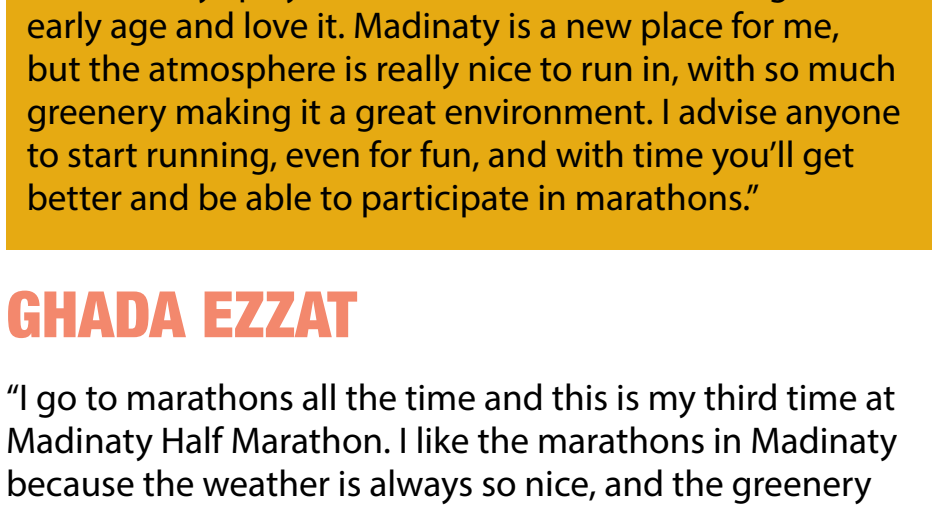 early age and love it. Madinaty is a new place for me,
but the atmosphere is really nice to run in, with so much
greenery making it a great environment. I advise anyone
to start running, even for fun, and with time you’ll get
better and be able to participate in marathons.”
GHADA EZZAT
“I go to marathons all the time and this is my third time at
Madinaty Half Marathon. I like the marathons in Madinaty
because the weather is always so nice, and the greenery